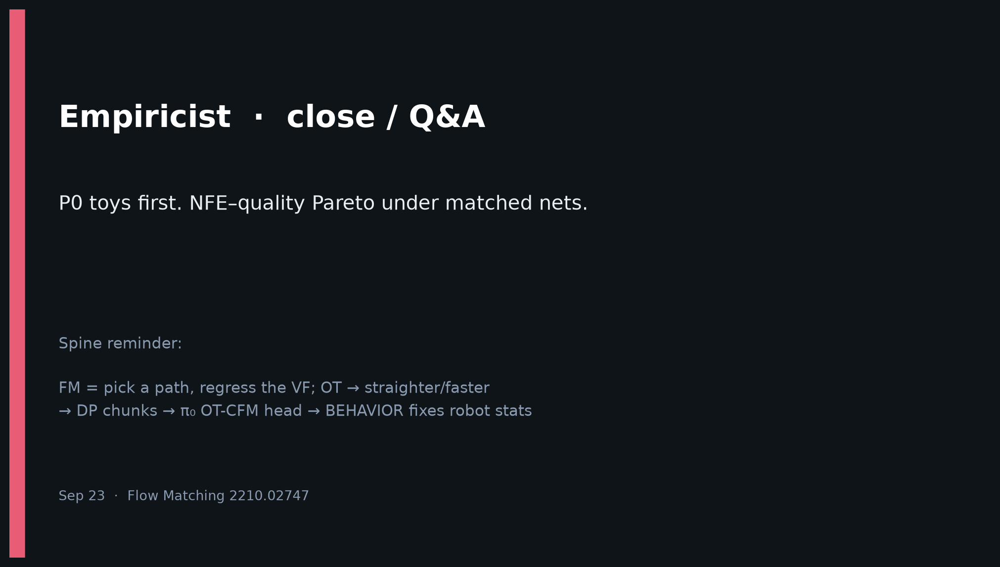 Empiricist · close / Q&A
P0 toys first. NFE–quality Pareto under matched nets.
Spine reminder:
FM = pick a path, regress the VF; OT → straighter/faster
→ DP chunks → π₀ OT-CFM head → BEHAVIOR fixes robot stats
Sep 23 · Flow Matching 2210.02747